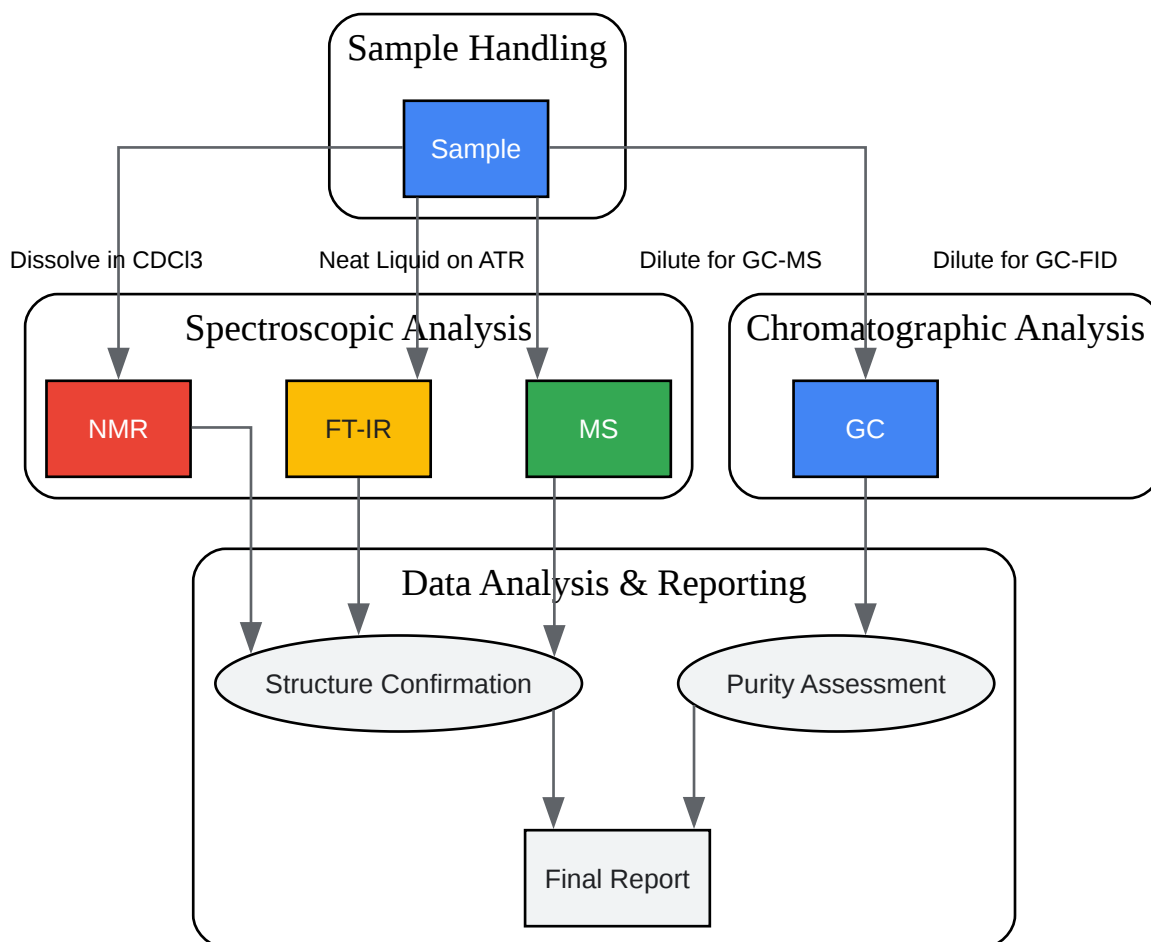 Sample Handling
Sample
Dissolve in CDCl3
Neat Liquid on ATR
Dilute for GC-MS
Dilute for GC-FID
Spectroscopic Analysis
Chromatographic Analysis
NMR
FT-IR
MS
GC
Data Analysis & Reporting
Structure Confirmation
Purity Assessment
Final Report